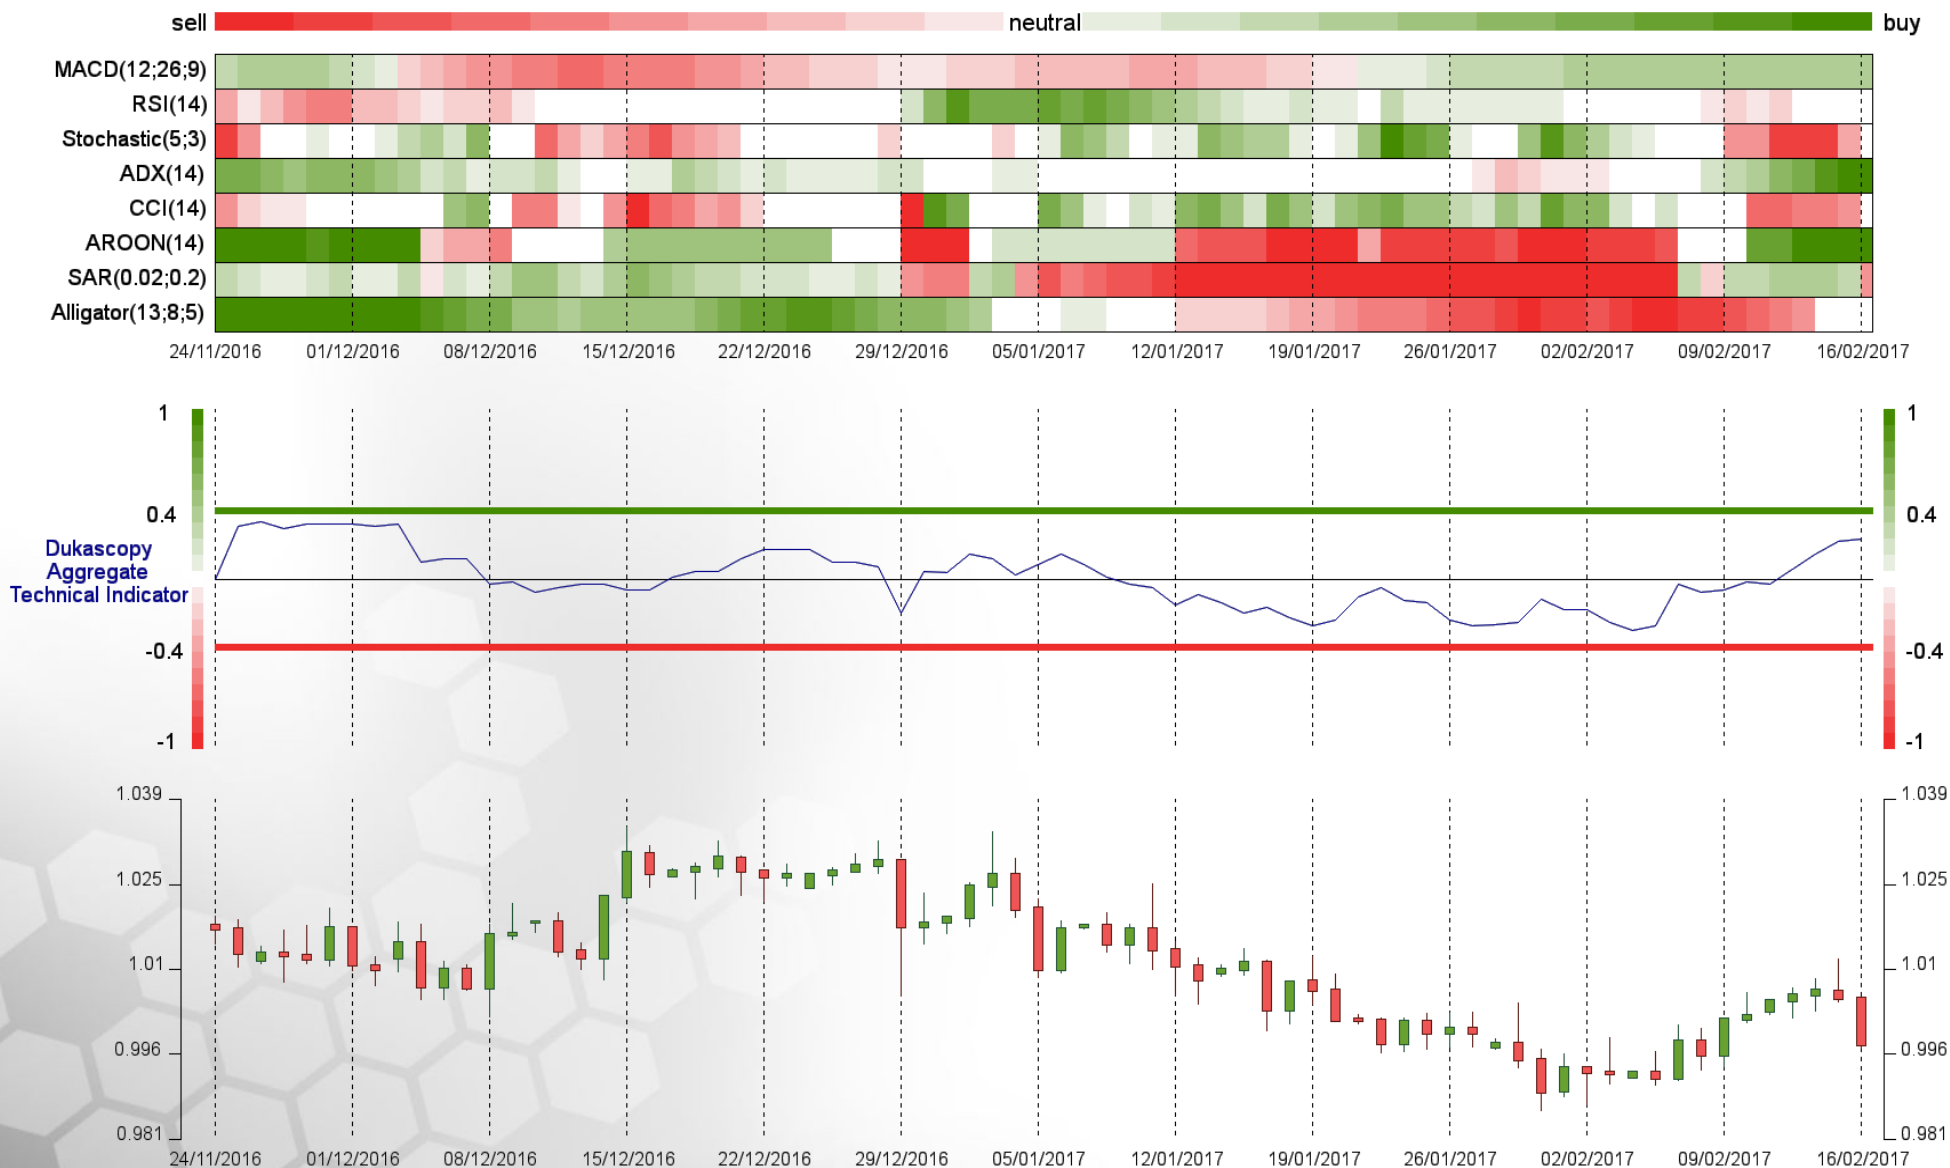 sell neutral buy
MACD(12;26;9)
RSI(14)
Stochastic(5;3)
ADX(14)
CCI(14)
AROON(14)
SAR(0.02;0.2)
Alligator(13;8;5)
24/11/2016 01/12/2016 08/12/2016 15/12/2016 22/12/2016 29/12/2016 05/01/2017 12/01/2017 19/01/2017 26/01/2017 02/02/2017 09/02/2017 16/02/2017
1 1
0.4 0.4
Dukascopy
Aggregate
Technical Indicator
-0.4 -0.4
-1 -1
1.039 1.039
1.025 1.025
1.01 1.01
0.996 0.996
0.981 0.981
24/11/2016 01/12/2016 08/12/2016 15/12/2016 22/12/2016 29/12/2016 05/01/2017 12/01/2017 19/01/2017 26/01/2017 02/02/2017 09/02/2017 16/02/2017